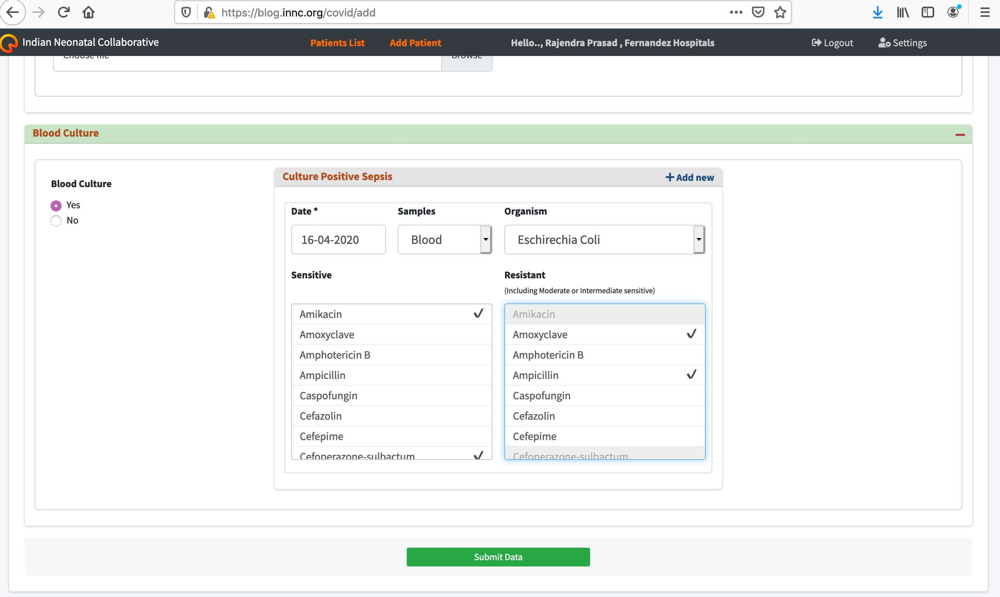 https://blog.innc.org/covid/add
Indian Neonatal Collaborative
Patients List
Add Patient
Hello.., Rajendra Prasad , Fernandez Hospitals
Logout
Settings
Choose file
Browse
Blood Culture
Blood Culture
Yes
No
Culture Positive Sepsis
Add new
Date *
Samples
Organism
16-04-2020
Blood
Eschirechia Coli
Sensitive
Resistant
(Including Moderate or Intermediate sensitive)
Amikacin
Amoxyclave
Amphotericin B
Ampicillin
Caspofungin
Cefazolin
Cefepime
Cefoperazone-sulbactum
Amikacin
Amoxyclave
Amphotericin B
Ampicillin
Caspofungin
Cefazolin
Cefepime
Cefoperazone-sulbactum
Submit Data